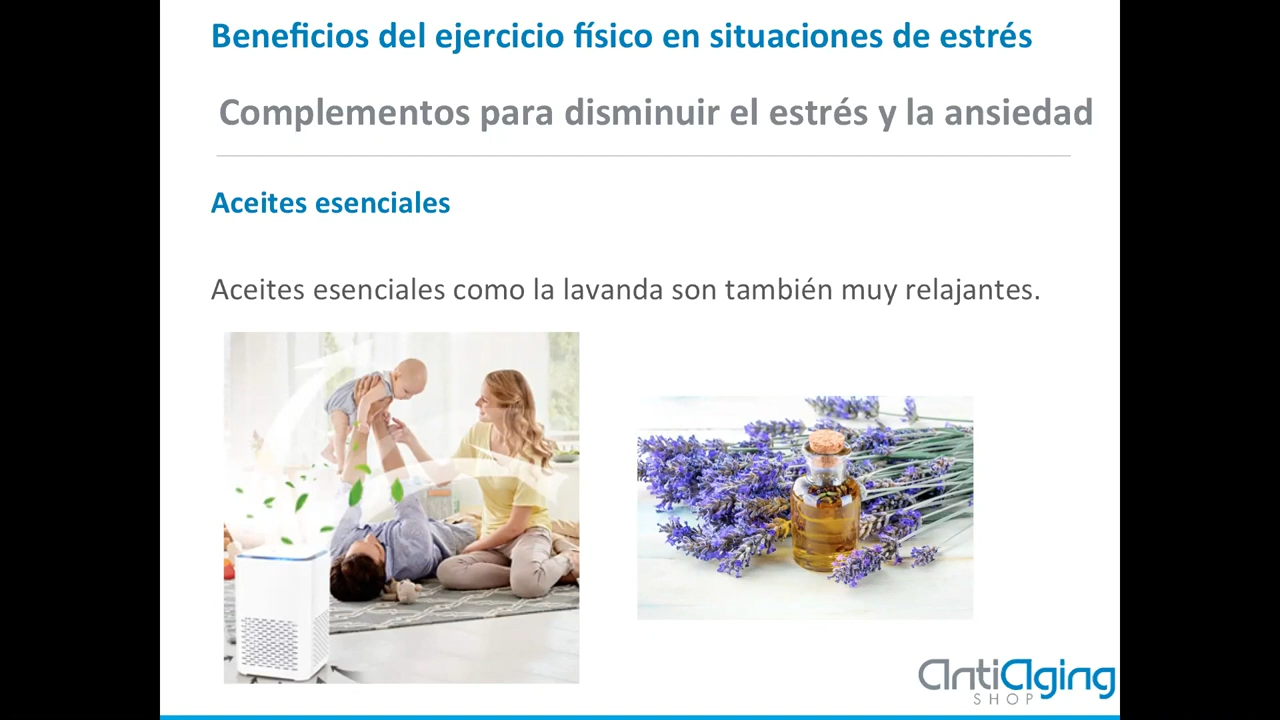 Beneficios del ejercicio físico en situaciones de estrés
Complementos para disminuir el estrés y la ansiedad
Aceites esenciales
Aceites esenciales como la lavanda son también muy relajantes.
antiaging
SHOP